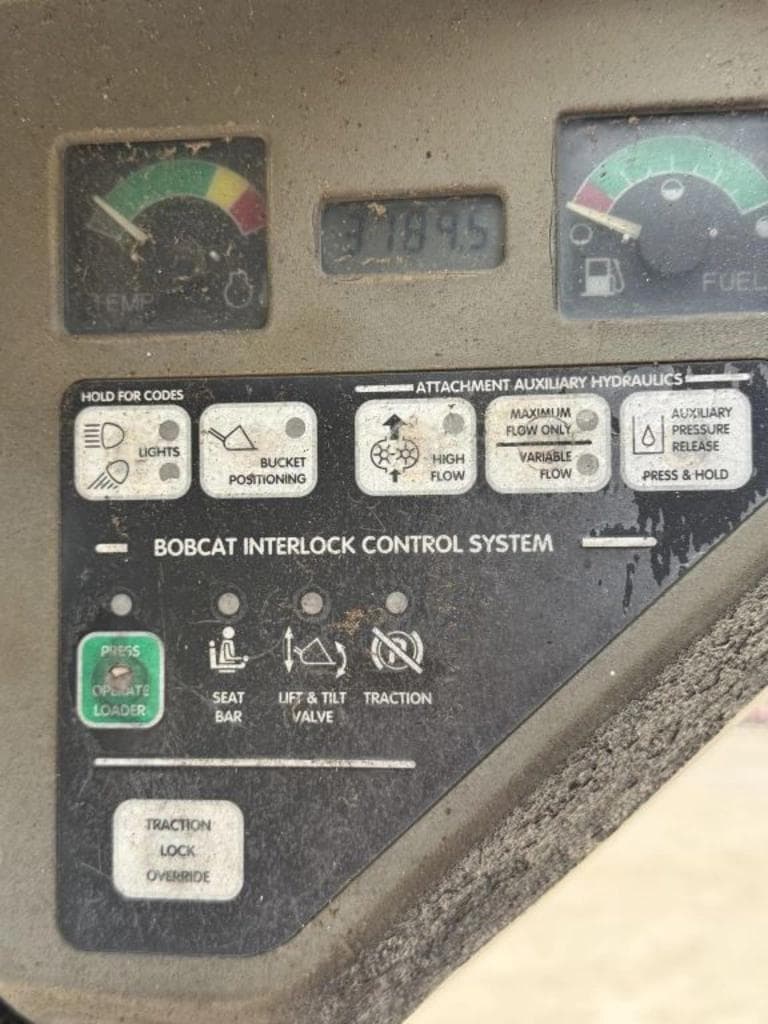 3789.5
TEMP
FUEL
HOLD FOR CODES
ATTACHMENT AUXILIARY HYDRAULICS
LIGHTS
BUCKET
POSITIONING
HIGH
FLOW
MAXIMUM
FLOW ONLY
VARIABLE
FLOW
AUXILIARY
PRESSURE
RELEASE
PRESS & HOLD
BOBCAT INTERLOCK CONTROL SYSTEM
PRESS
OPERATE
LOADER
SEAT
BAR
LIFT & TILT
VALVE
TRACTION
TRACTION
LOCK
OVERRIDE